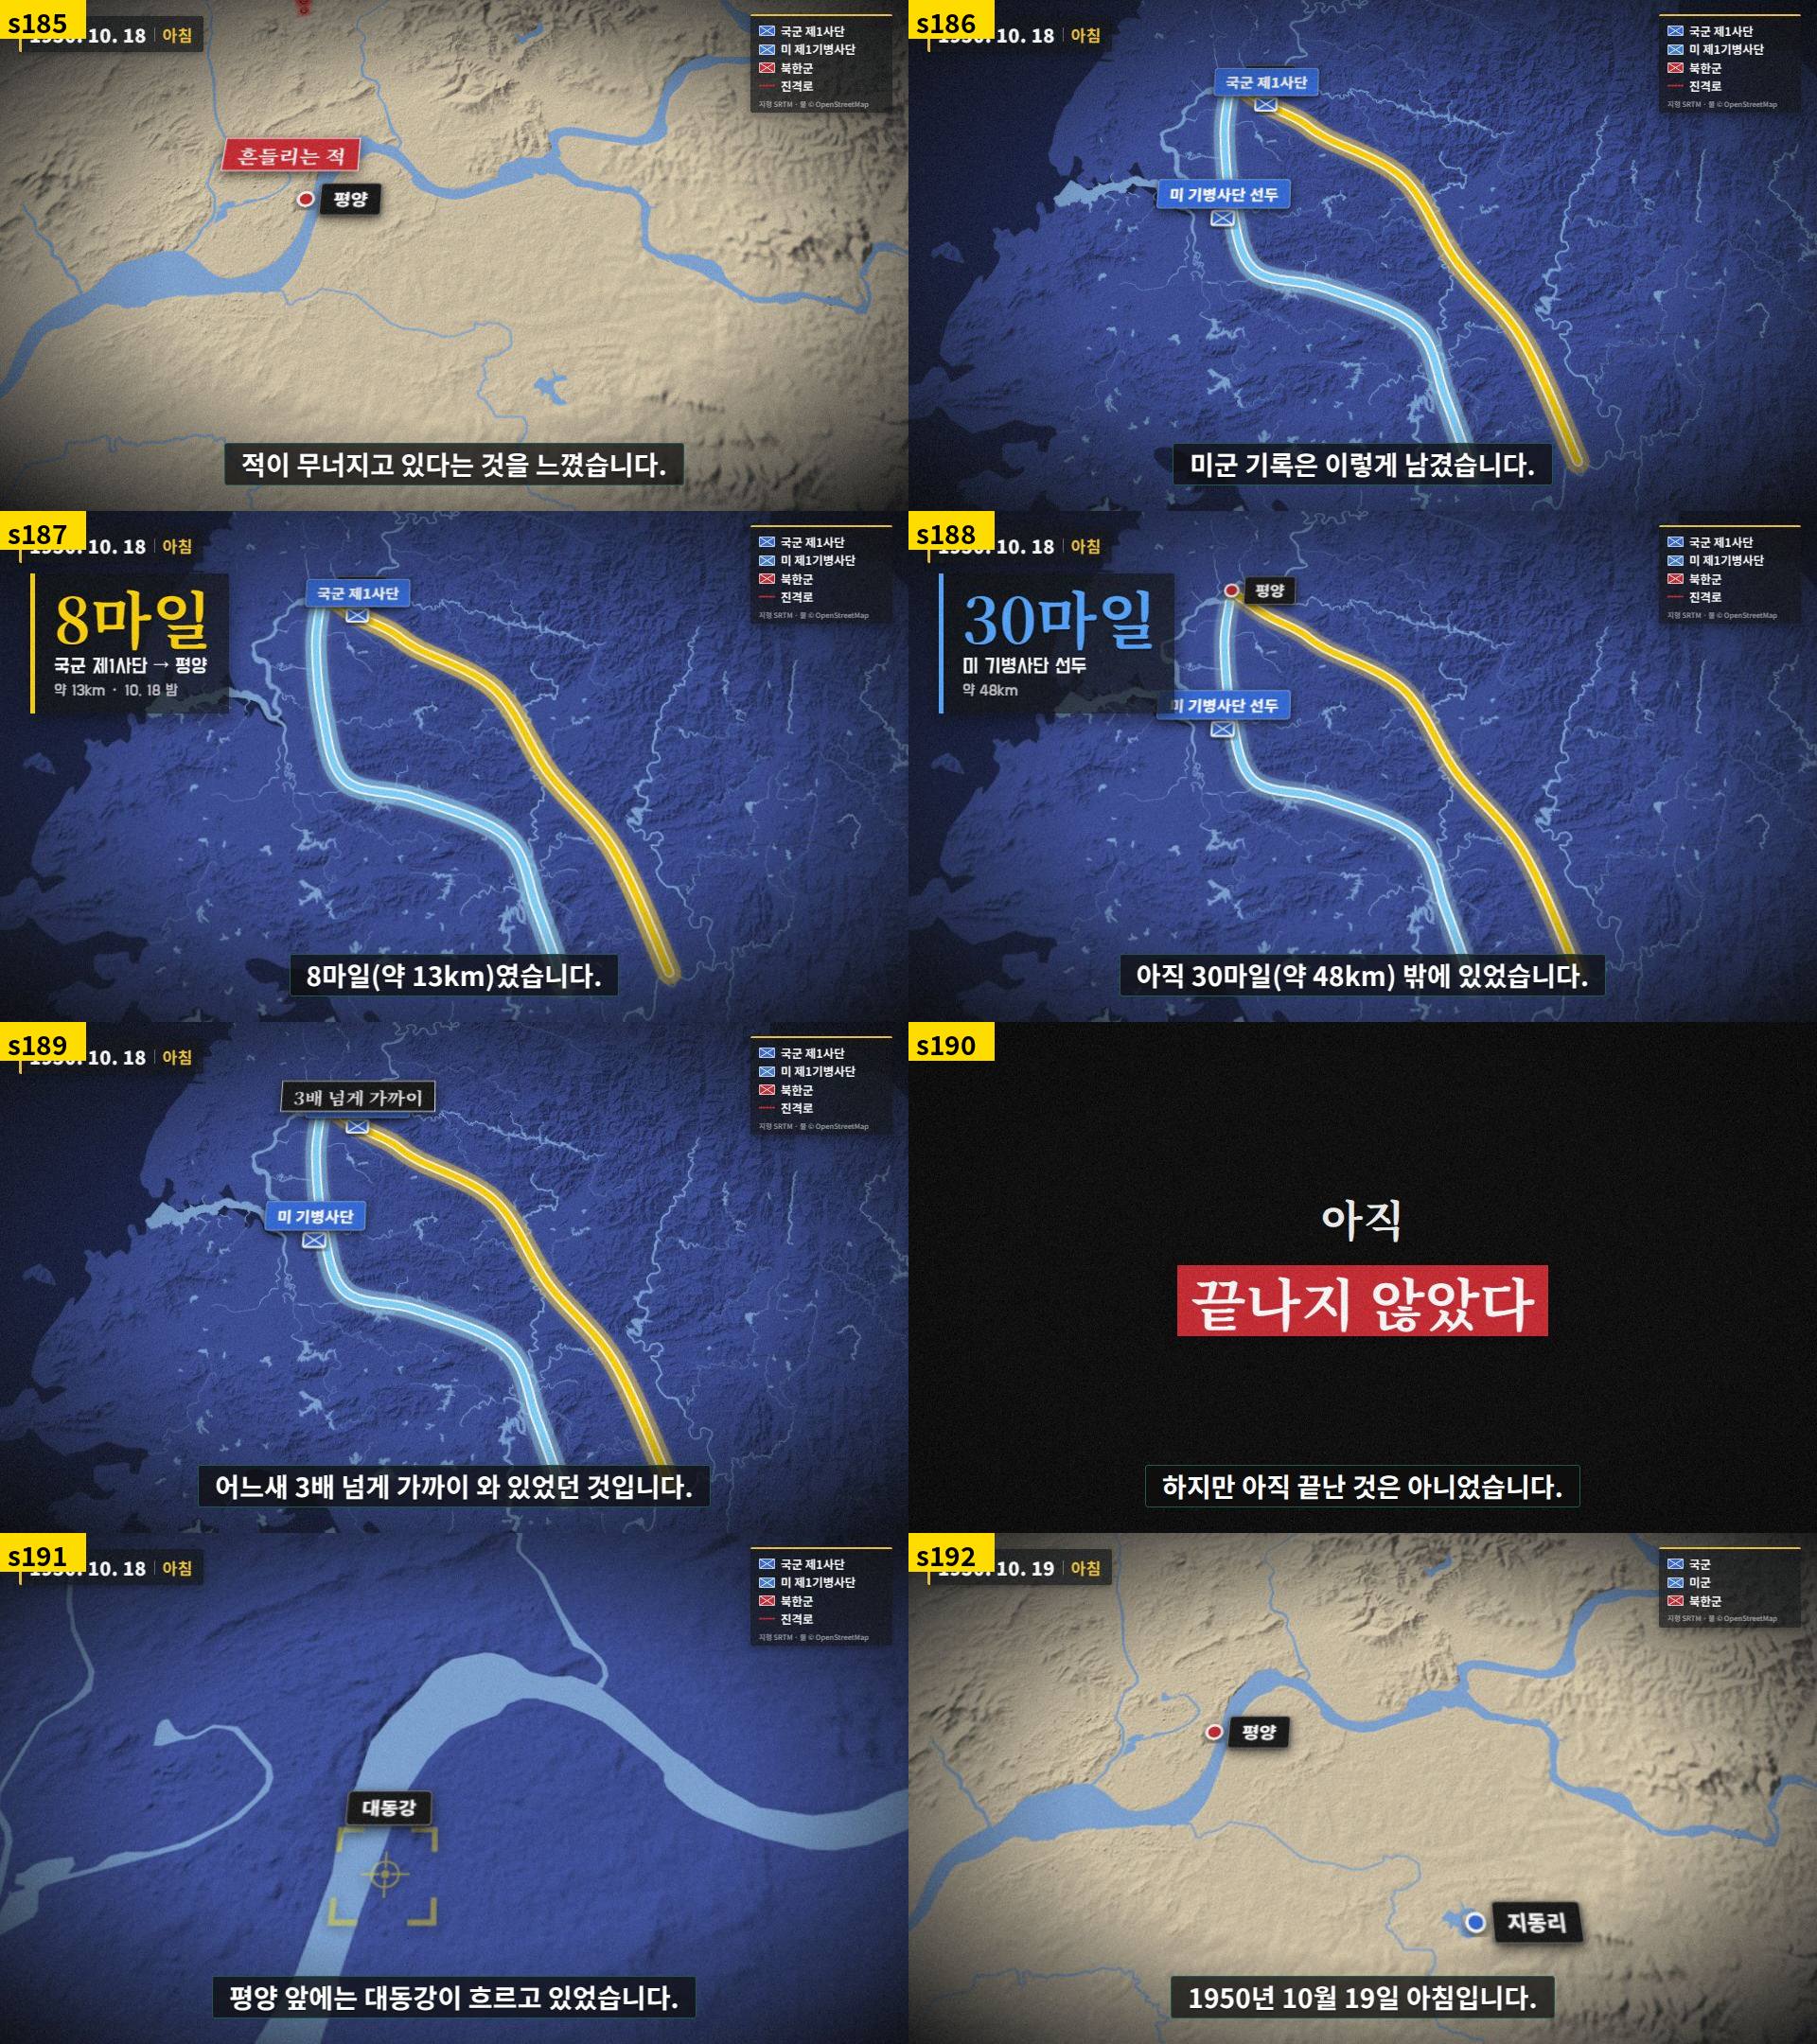 s185
10. 18 아침
국군 제1사단
미 제1기병사단
북한군
진격로
지형 SRTM · 물 © OpenStreetMap
흔들리는 적
평양
적이 무너지고 있다는 것을 느꼈습니다.
s186
10. 18 아침
국군 제1사단
미 제1기병사단
북한군
진격로
지형 SRTM · 물 © OpenStreetMap
국군 제1사단
미 기병사단 선두
미군 기록은 이렇게 남겼습니다.
s187
10. 18 아침
국군 제1사단
미 제1기병사단
북한군
진격로
지형 SRTM · 물 © OpenStreetMap
8마일
국군 제1사단 → 평양
약 13km · 10. 18 밤
국군 제1사단
8마일(약 13km)였습니다.
s188
10. 18 아침
국군 제1사단
미 제1기병사단
북한군
진격로
지형 SRTM · 물 © OpenStreetMap
30마일
미 기병사단 선두
약 48km
평양
미 기병사단 선두
아직 30마일(약 48km) 밖에 있었습니다.
s189
10. 18 아침
국군 제1사단
미 제1기병사단
북한군
진격로
지형 SRTM · 물 © OpenStreetMap
3배 넘게 가까이
미 기병사단
어느새 3배 넘게 가까이 와 있었던 것입니다.
s190
아직
끝나지 않았다
하지만 아직 끝난 것은 아니었습니다.
s191
10. 18 아침
국군 제1사단
미 제1기병사단
북한군
진격로
지형 SRTM · 물 © OpenStreetMap
대동강
평양 앞에는 대동강이 흐르고 있었습니다.
s192
10. 19 아침
국군
미군
북한군
지형 SRTM · 물 © OpenStreetMap
평양
지동리
1950년 10월 19일 아침입니다.